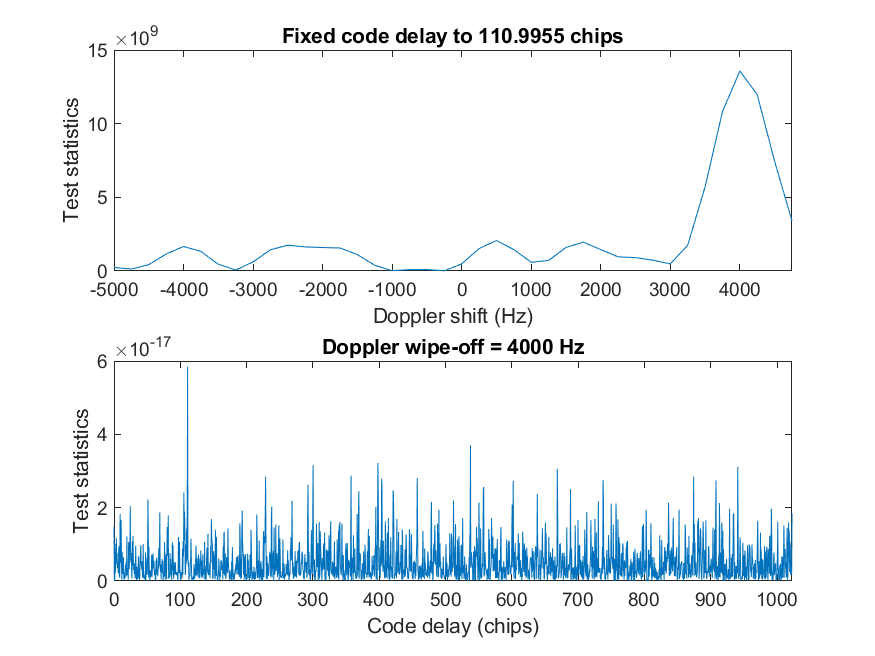 ×10⁹
Fixed code delay to 110.9955 chips
15
10
5
0
Test statistics
-5000 -4000 -3000 -2000 -1000 0 1000 2000 3000 4000
Doppler shift (Hz)
×10⁻¹⁷
Doppler wipe-off = 4000 Hz
6
4
2
0
Test statistics
0 100 200 300 400 500 600 700 800 900 1000
Code delay (chips)